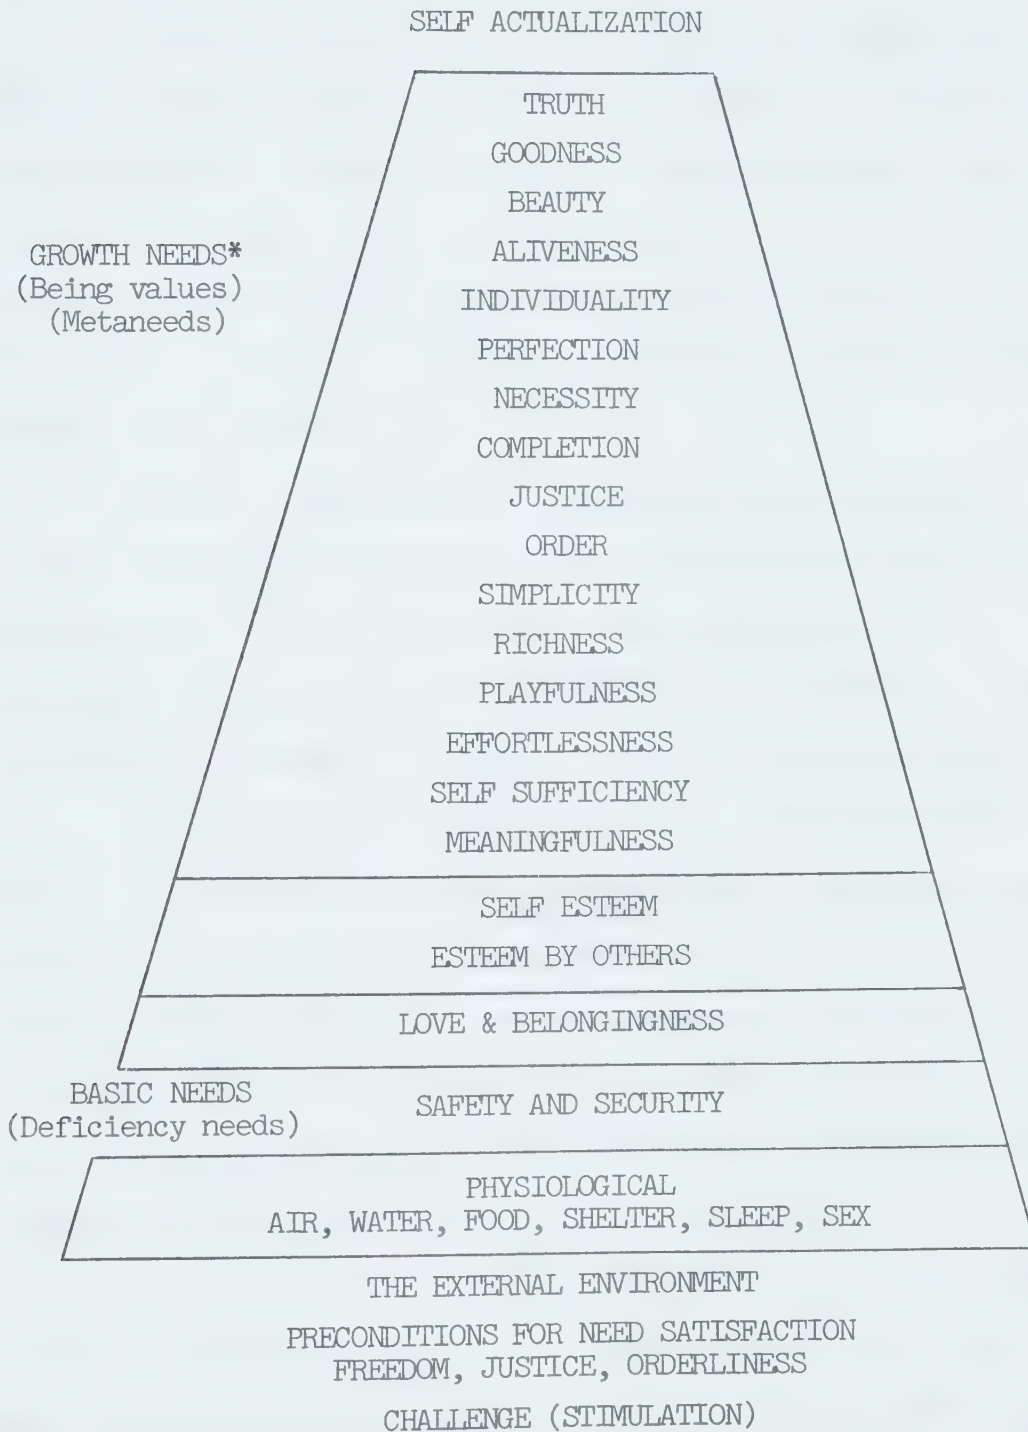 SELF ACTUALIZATION
TRUTH
GOODNESS
BEAUTY
ALIVENESS
GROWTH NEEDS*
(Being values)
(Metaneeds)
INDIVIDUALITY
PERFECTION
NECESSITY
COMPLETION
JUSTICE
ORDER
SIMPLICITY
RICHNESS
PLAYFULNESS
EFFORTLESSNESS
SELF SUFFICIENCY
MEANINGFULNESS
SELF ESTEEM
ESTEEM BY OTHERS
LOVE & BELONGINGNESS
BASIC NEEDS
(Deficiency needs)
SAFETY AND SECURITY
PHYSIOLOGICAL
AIR, WATER, FOOD, SHELTER, SLEEP, SEX
THE EXTERNAL ENVIRONMENT
PRECONDITIONS FOR NEED SATISFACTION
FREEDOM, JUSTICE, ORDERLINESS
CHALLENGE (STIMULATION)